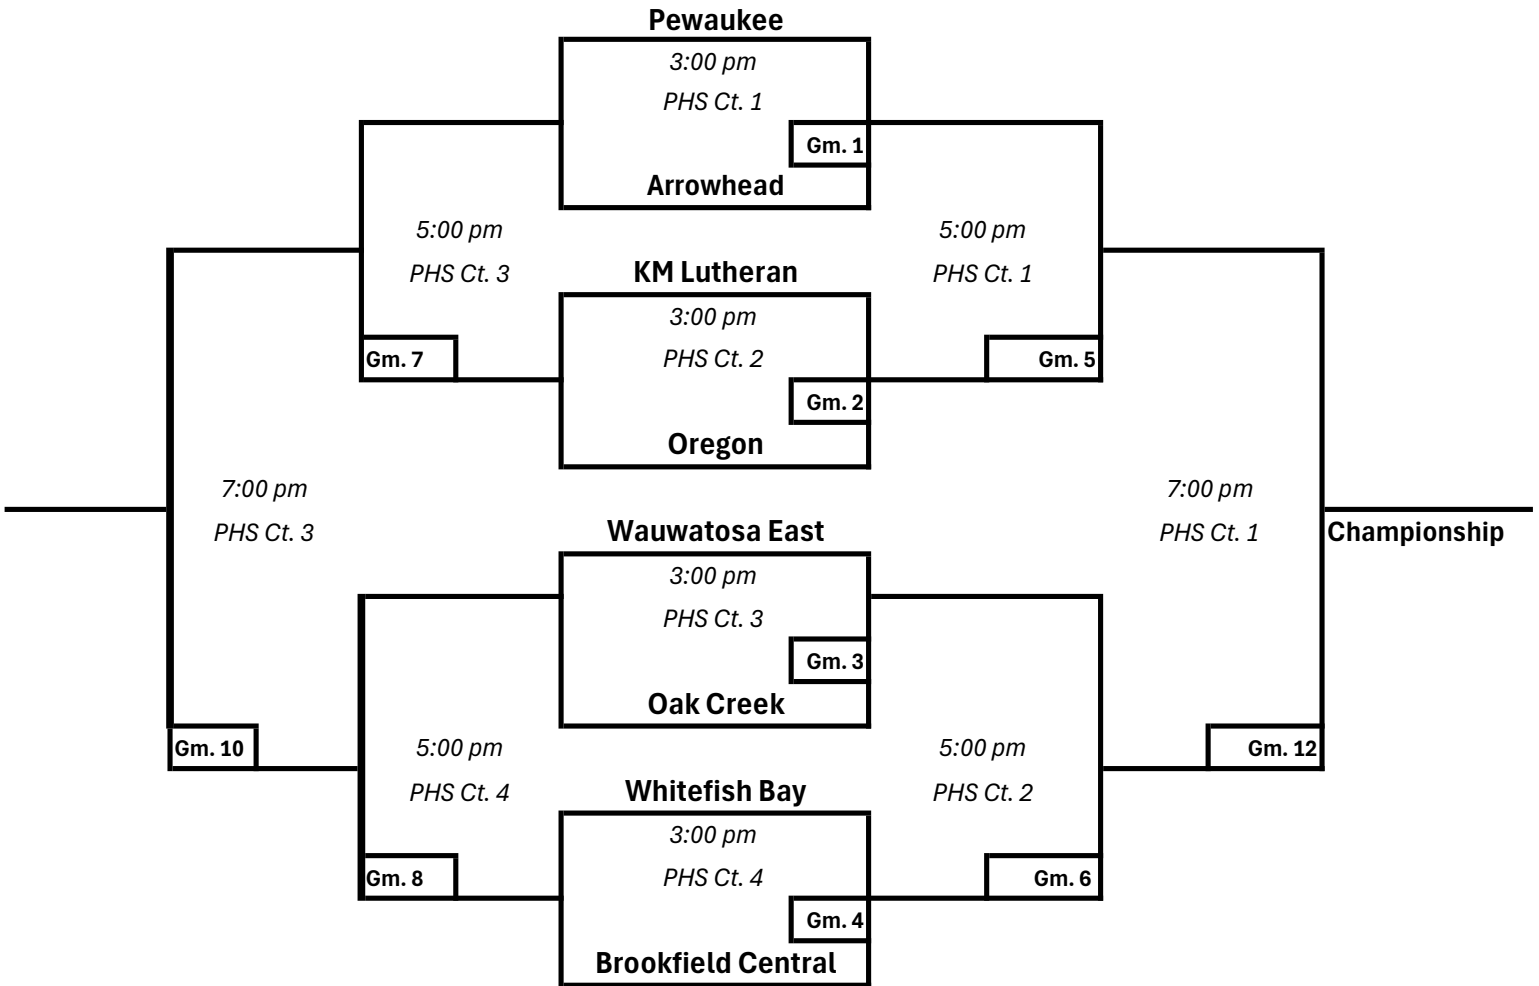 Pewaukee
3:00 pm
PHS Ct. 1
Gm. 1
Arrowhead
5:00 pm
5:00 pm
PHS Ct. 3
KM Lutheran
PHS Ct. 1
3:00 pm
Gm. 7
PHS Ct. 2
Gm. 5
Gm. 2
Oregon
7:00 pm
7:00 pm
PHS Ct. 3
Wauwatosa East
PHS Ct. 1
Championship
3:00 pm
PHS Ct. 3
Gm. 3
Oak Creek
Gm. 10
5:00 pm
5:00 pm
Gm. 12
PHS Ct. 4
Whitefish Bay
PHS Ct. 2
3:00 pm
Gm. 8
PHS Ct. 4
Gm. 6
Gm. 4
Brookfield Central